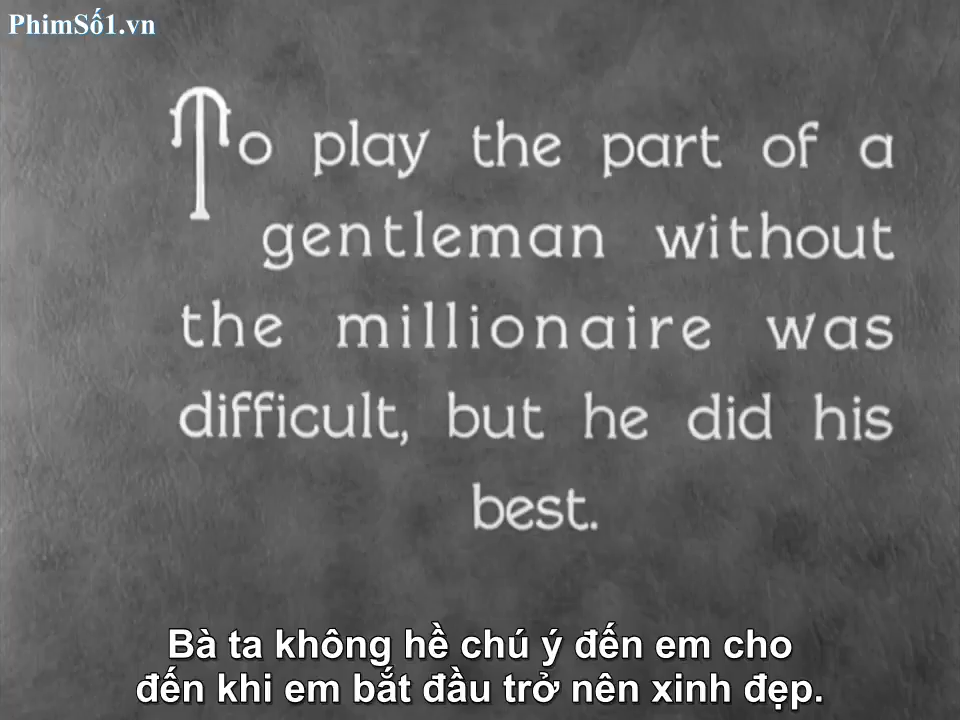 PhimSố1.vn
To play the part of a
gentleman without
the millionaire was
difficult, but he did his
best.
Bà ta không hề chú ý đến em cho
đến khi em bắt đầu trở nên xinh đẹp.